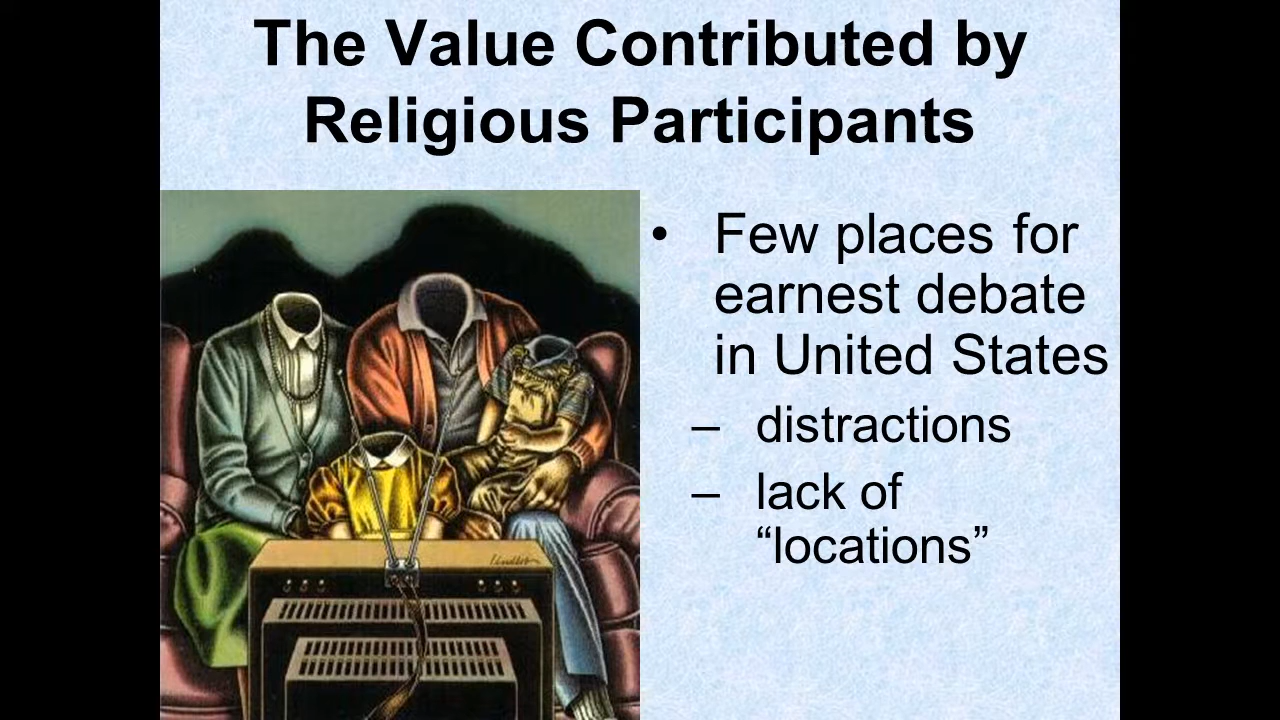 The Value Contributed by
Religious Participants
• Few places for
earnest debate
in United States
– distractions
– lack of
“locations”